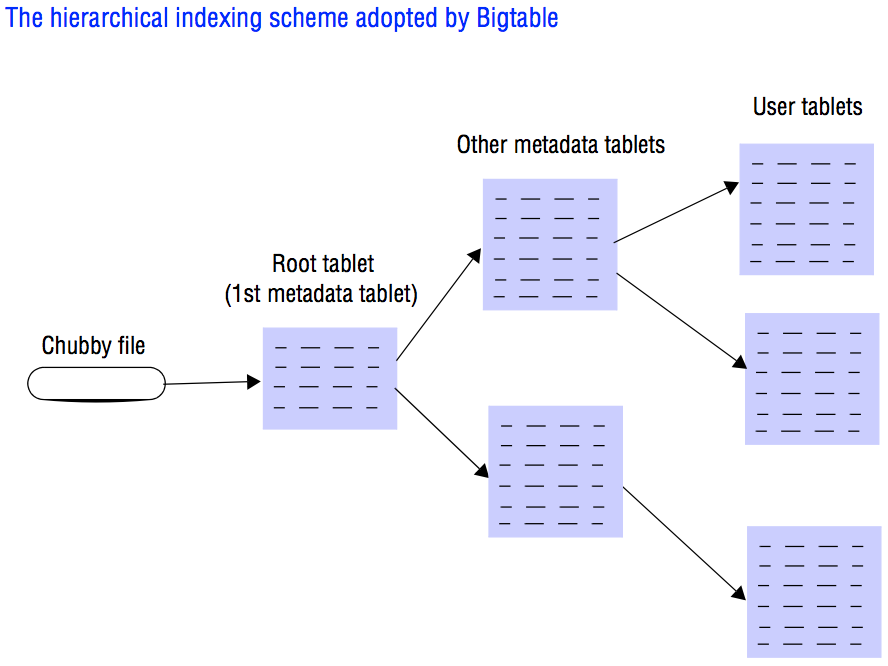 The hierarchical indexing scheme adopted by Bigtable
User tablets
Other metadata tablets
Root tablet
(1st metadata tablet)
Chubby file